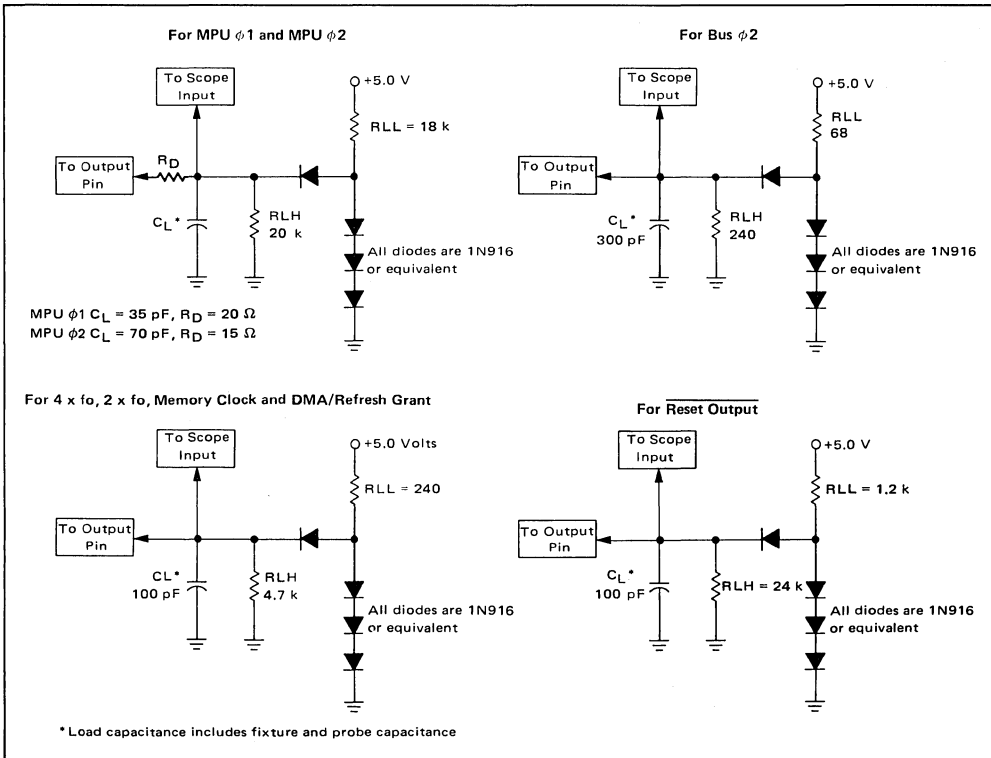 For MPU ϕ1 and MPU ϕ2
To Scope
Input
+5.0 V
RLL = 18 k
To Output
Pin
RD
CL*
RLH
20 k
All diodes are 1N916
or equivalent
MPU ϕ1 CL = 35 pF, RD = 20 Ω
MPU ϕ2 CL = 70 pF, RD = 15 Ω
For Bus ϕ2
To Scope
Input
+5.0 V
RLL
68
To Output
Pin
CL*
300 pF
RLH
240
All diodes are 1N916
or equivalent
For 4 x fo, 2 x fo, Memory Clock and DMA/Refresh Grant
To Scope
Input
+5.0 Volts
RLL = 240
To Output
Pin
CL*
100 pF
RLH
4.7 k
All diodes are 1N916
or equivalent
For Reset Output
To Scope
Input
+5.0 V
RLL = 1.2 k
To Output
Pin
CL*
100 pF
RLH = 24 k
All diodes are 1N916
or equivalent
*Load capacitance includes fixture and probe capacitance